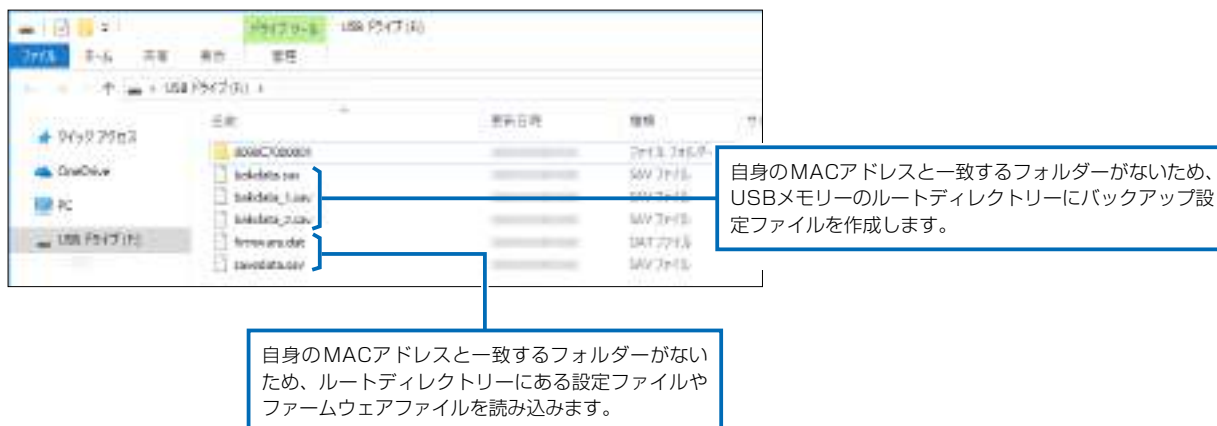 USB ドライブ (F:)
ファイル ホーム 共有 表示 管理
USB ドライブ (F:)
名前 更新日時 種類
クイック アクセス
OneDrive
PC
USB ドライブ (F:)
ファイル フォルダー
bakdata.sav SAV ファイル
bakdata_1.sav SAV ファイル
bakdata_2.sav SAV ファイル
firmware.dat DAT ファイル
savedata.sav SAV ファイル
自身のMACアドレスと一致するフォルダーがないため、
USBメモリーのルートディレクトリーにバックアップ設
定ファイルを作成します。
自身のMACアドレスと一致するフォルダーがない
ため、ルートディレクトリーにある設定ファイルや
ファームウェアファイルを読み込みます。